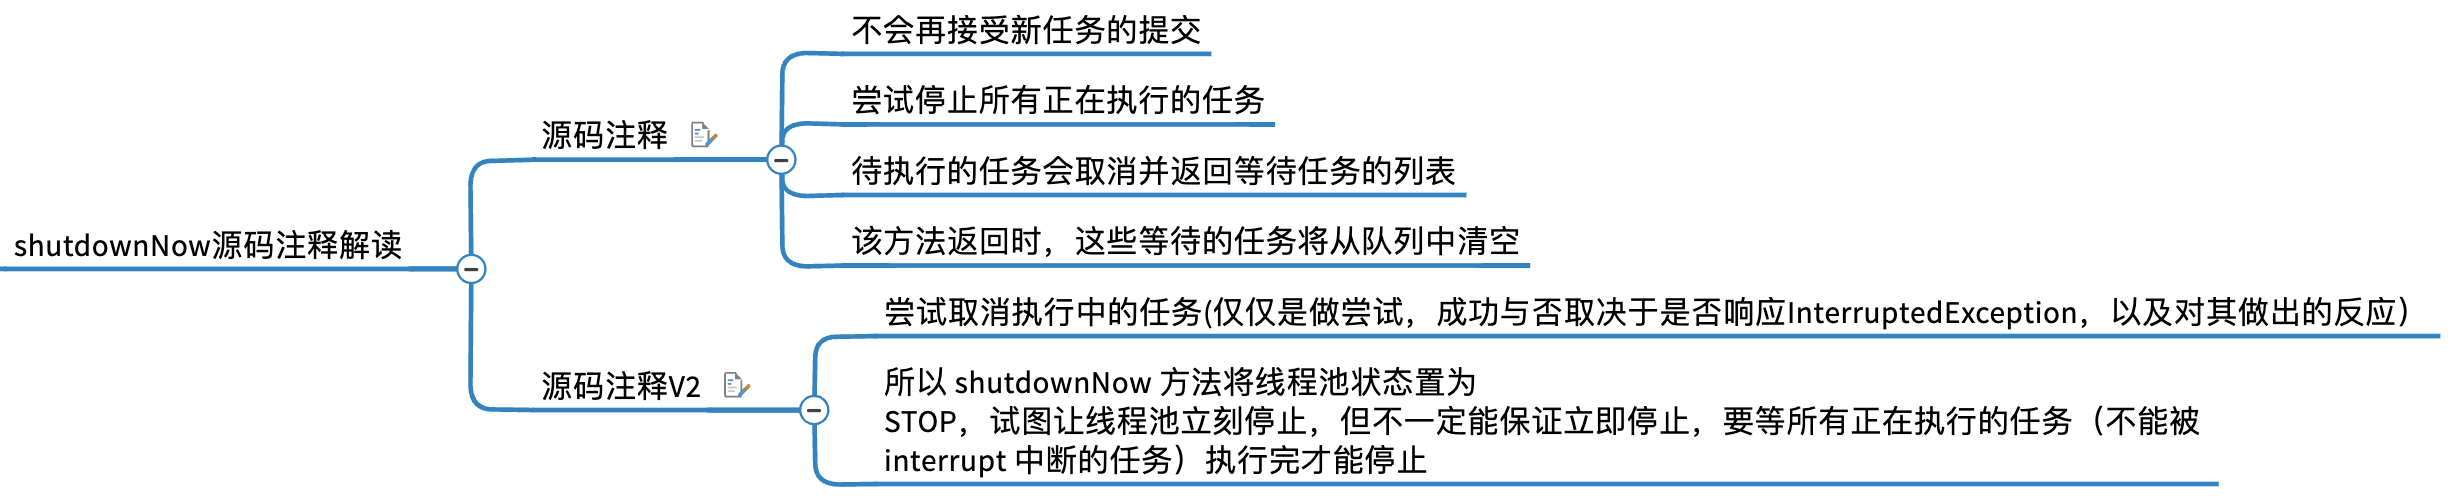 不会再接受新任务的提交
尝试停止所有正在执行的任务
源码注释
待执行的任务会取消并返回等待任务的列表
该方法返回时，这些等待的任务将从队列中清空
shutdownNow源码注释解读
尝试取消执行中的任务(仅仅是做尝试，成功与否取决于是否响应InterruptedException，以及对其做出的反应）
源码注释V2
所以 shutdownNow 方法将线程池状态置为
STOP，试图让线程池立刻停止，但不一定能保证立即停止，要等所有正在执行的任务（不能被
interrupt 中断的任务）执行完才能停止